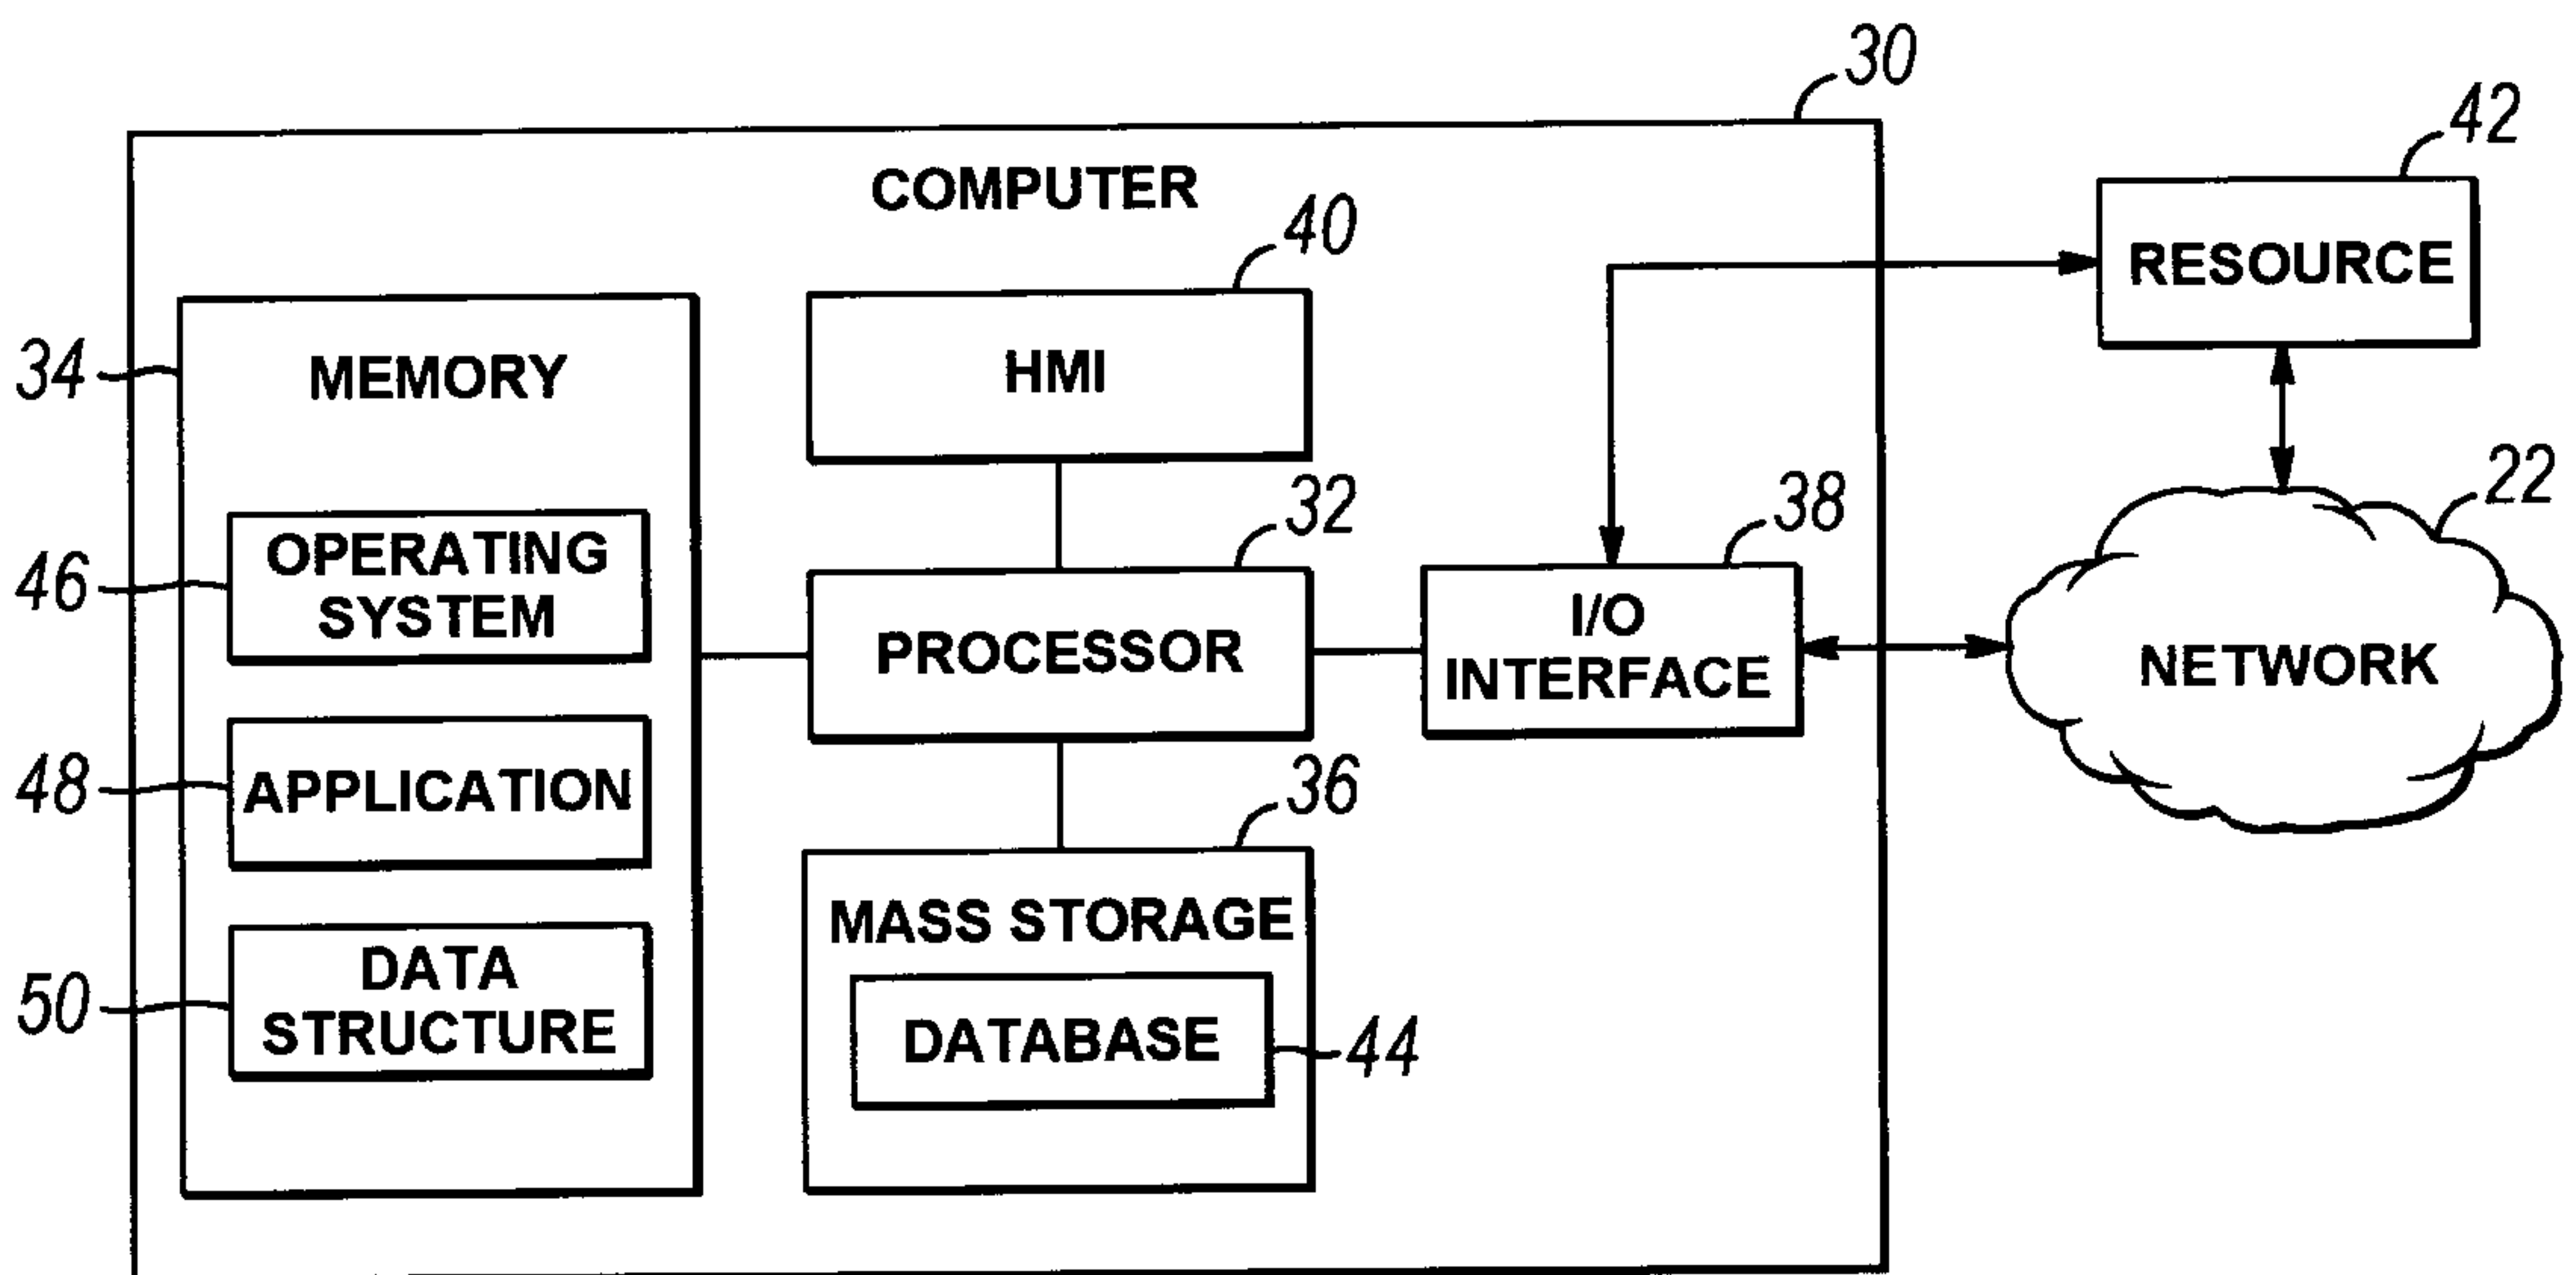 30
42
COMPUTER
40
RESOURCE
34
MEMORY
HMI
32
38
22
46
OPERATING
SYSTEM
PROCESSOR
I/O
INTERFACE
NETWORK
48
APPLICATION
36
MASS STORAGE
50
DATA
STRUCTURE
DATABASE
44